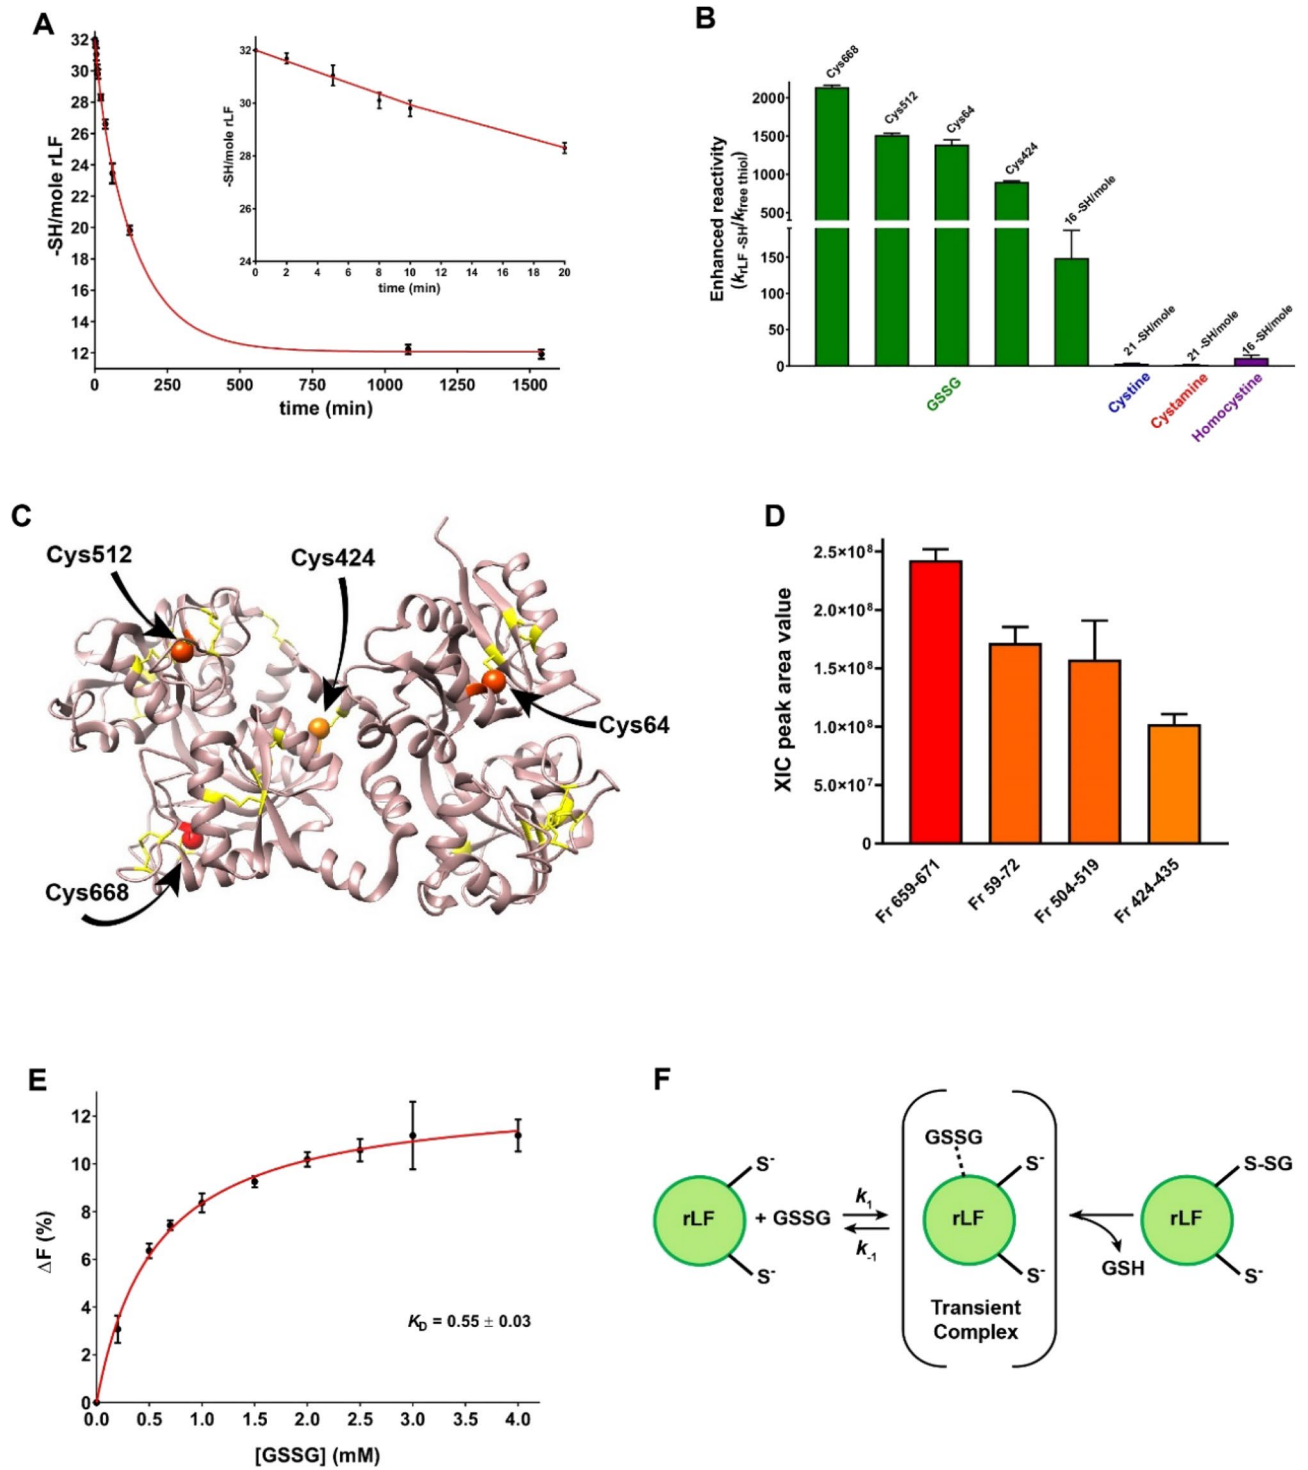 A
-SH/mole rLF
32
30
28
26
24
22
20
18
16
14
12
0 250 500 750 1000 1250 1500
time (min)
-SH/mole rLF
32
30
28
26
24
0 2 4 6 8 10 12 14 16 18 20
time (min)
B
Enhanced reactivity
(krLF -SH/kfree thiol)
2000
1500
1000
500
150
100
50
0
Cys668
Cys512
Cys64
Cys424
16 -SH/mole
21 -SH/mole
21 -SH/mole
16 -SH/mole
GSSG
Cystine
Cystamine
Homocystine
C
Cys512
Cys424
Cys64
Cys668
D
XIC peak area value
2.5×10⁸
2.0×10⁸
1.5×10⁸
1.0×10⁸
5.0×10⁷
0
Fr 659-671
Fr 59-72
Fr 504-519
Fr 424-435
E
ΔF (%)
12
10
8
6
4
2
0
KD = 0.55 ± 0.03
0.0 0.5 1.0 1.5 2.0 2.5 3.0 3.5 4.0
[GSSG] (mM)
F
rLF
S-
S-
+ GSSG
k1
k-1
GSSG
rLF
S-
S-
Transient
Complex
GSH
rLF
S-SG
S-